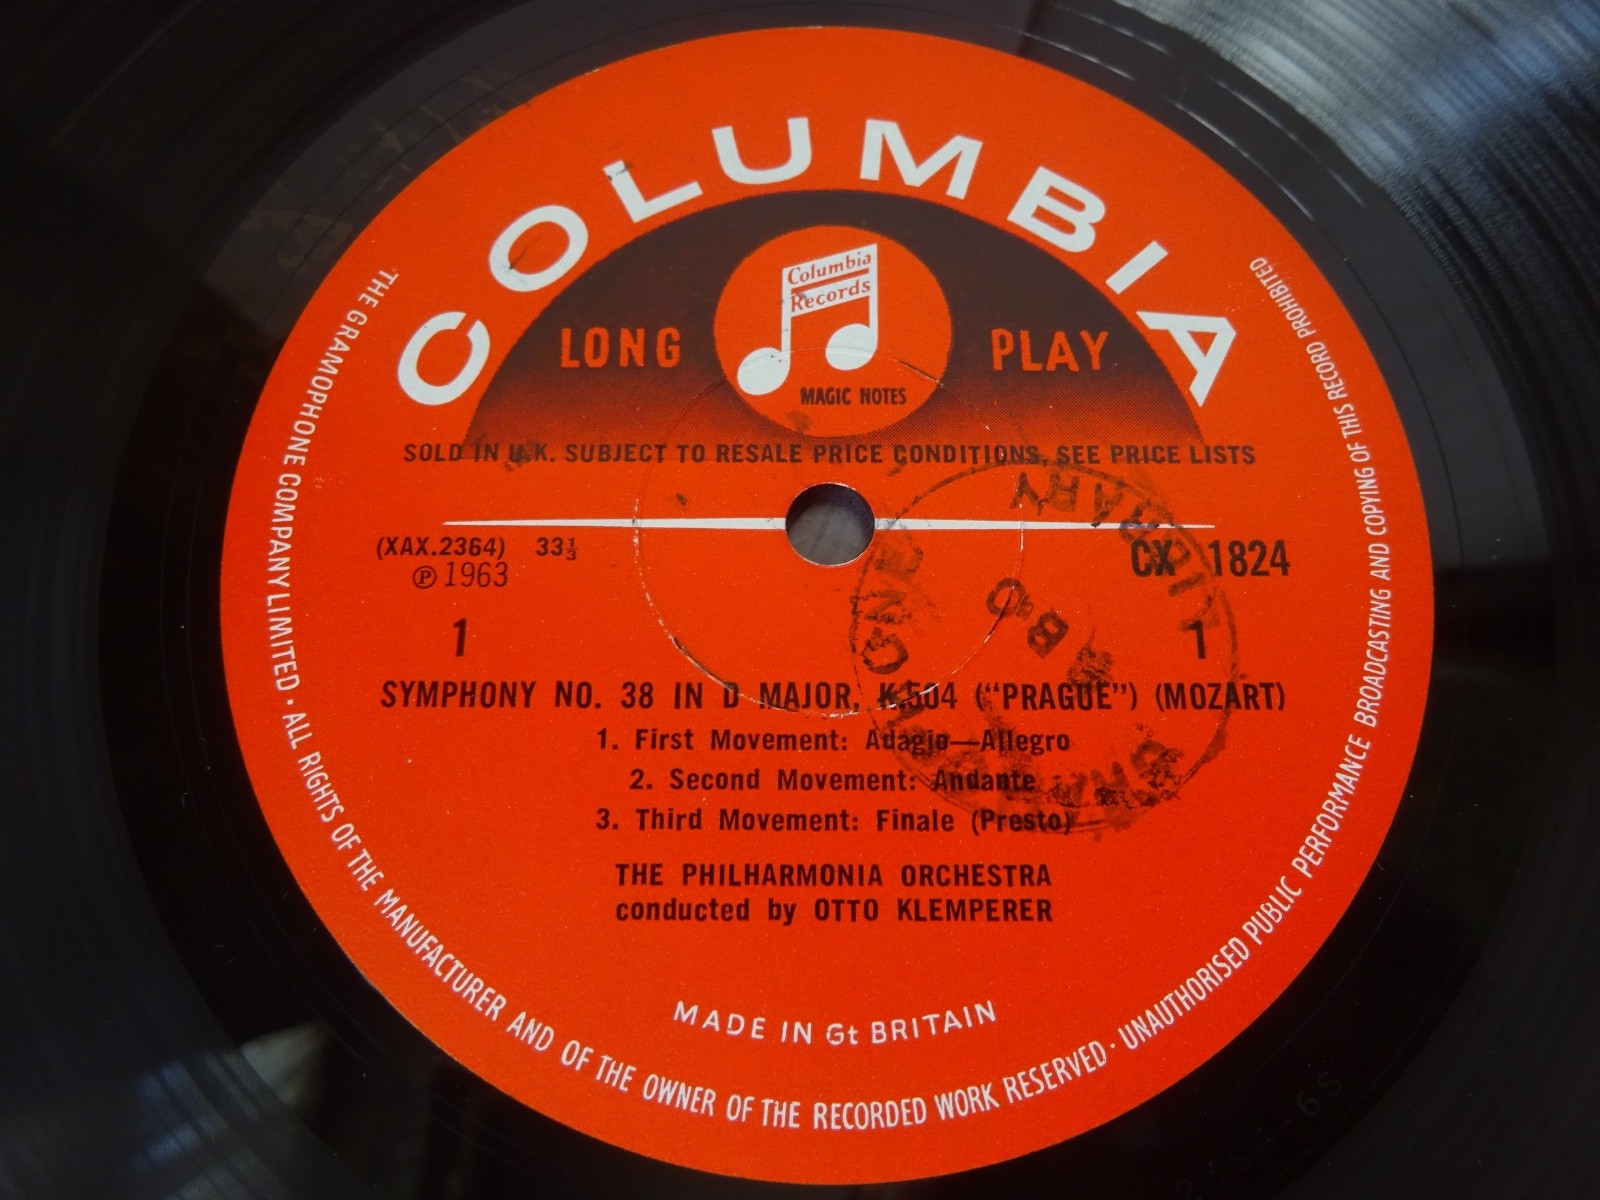 COLUMBIA
Columbia
Records
LONG PLAY
MAGIC NOTES
SOLD IN U.K. SUBJECT TO RESALE PRICE CONDITIONS, SEE PRICE LISTS
(XAX.2364) 33⅓
℗ 1963
CX 1824
1 1
SYMPHONY NO. 38 IN D MAJOR, K.504 (“PRAGUE”) (MOZART)
1. First Movement: Adagio—Allegro
2. Second Movement: Andante
3. Third Movement: Finale (Presto)
THE PHILHARMONIA ORCHESTRA
conducted by OTTO KLEMPERER
MADE IN Gt BRITAIN
THE GRAMOPHONE COMPANY LIMITED · ALL RIGHTS OF THE MANUFACTURER AND OF THE OWNER OF THE RECORDED WORK RESERVED · UNAUTHORISED PUBLIC PERFORMANCE BROADCASTING AND COPYING OF THIS RECORD PROHIBITED
LIBRARY